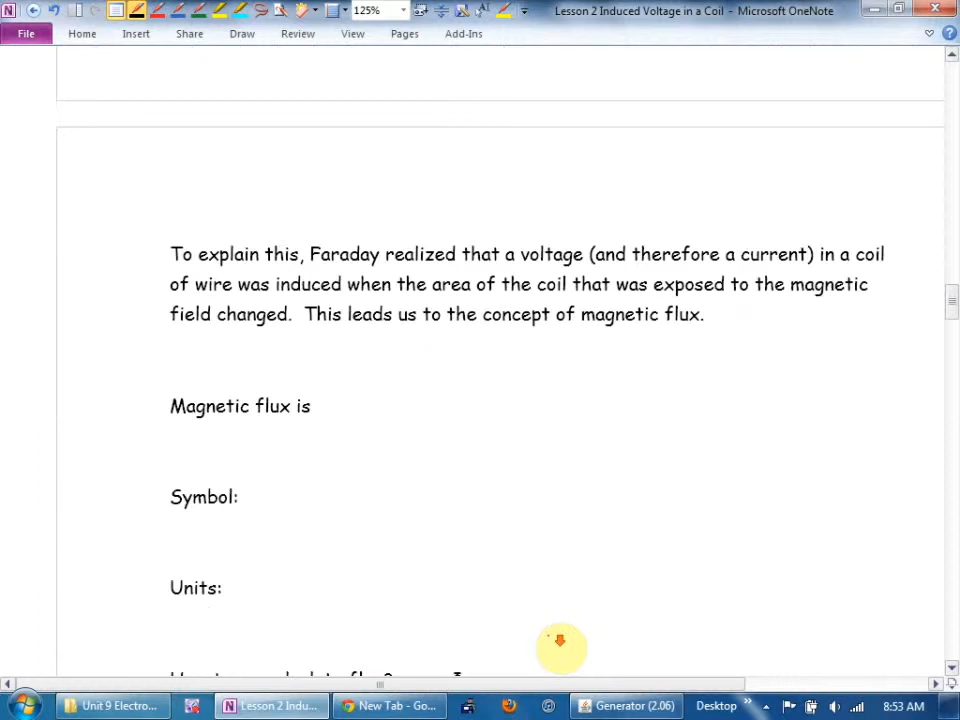 125%
Lesson 2 Induced Voltage in a Coil - Microsoft OneNote
File Home Insert Share Draw Review View Pages Add-Ins
To explain this, Faraday realized that a voltage (and therefore a current) in a coil
of wire was induced when the area of the coil that was exposed to the magnetic
field changed. This leads us to the concept of magnetic flux.
Magnetic flux is
Symbol:
Units:
Unit 9 Electro... Lesson 2 Indu... New Tab - Go... Generator (2.06) Desktop » 8:53 AM